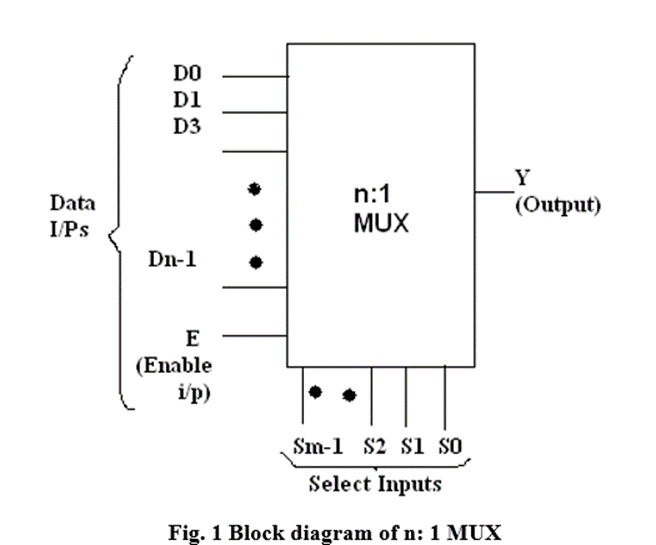 D0
D1
D3
Data
I/Ps
Dn-1
E
(Enable
i/p)
n:1
MUX
Y
(Output)
Sm-1 S2 S1 S0
Select Inputs
Fig. 1 Block diagram of n: 1 MUX